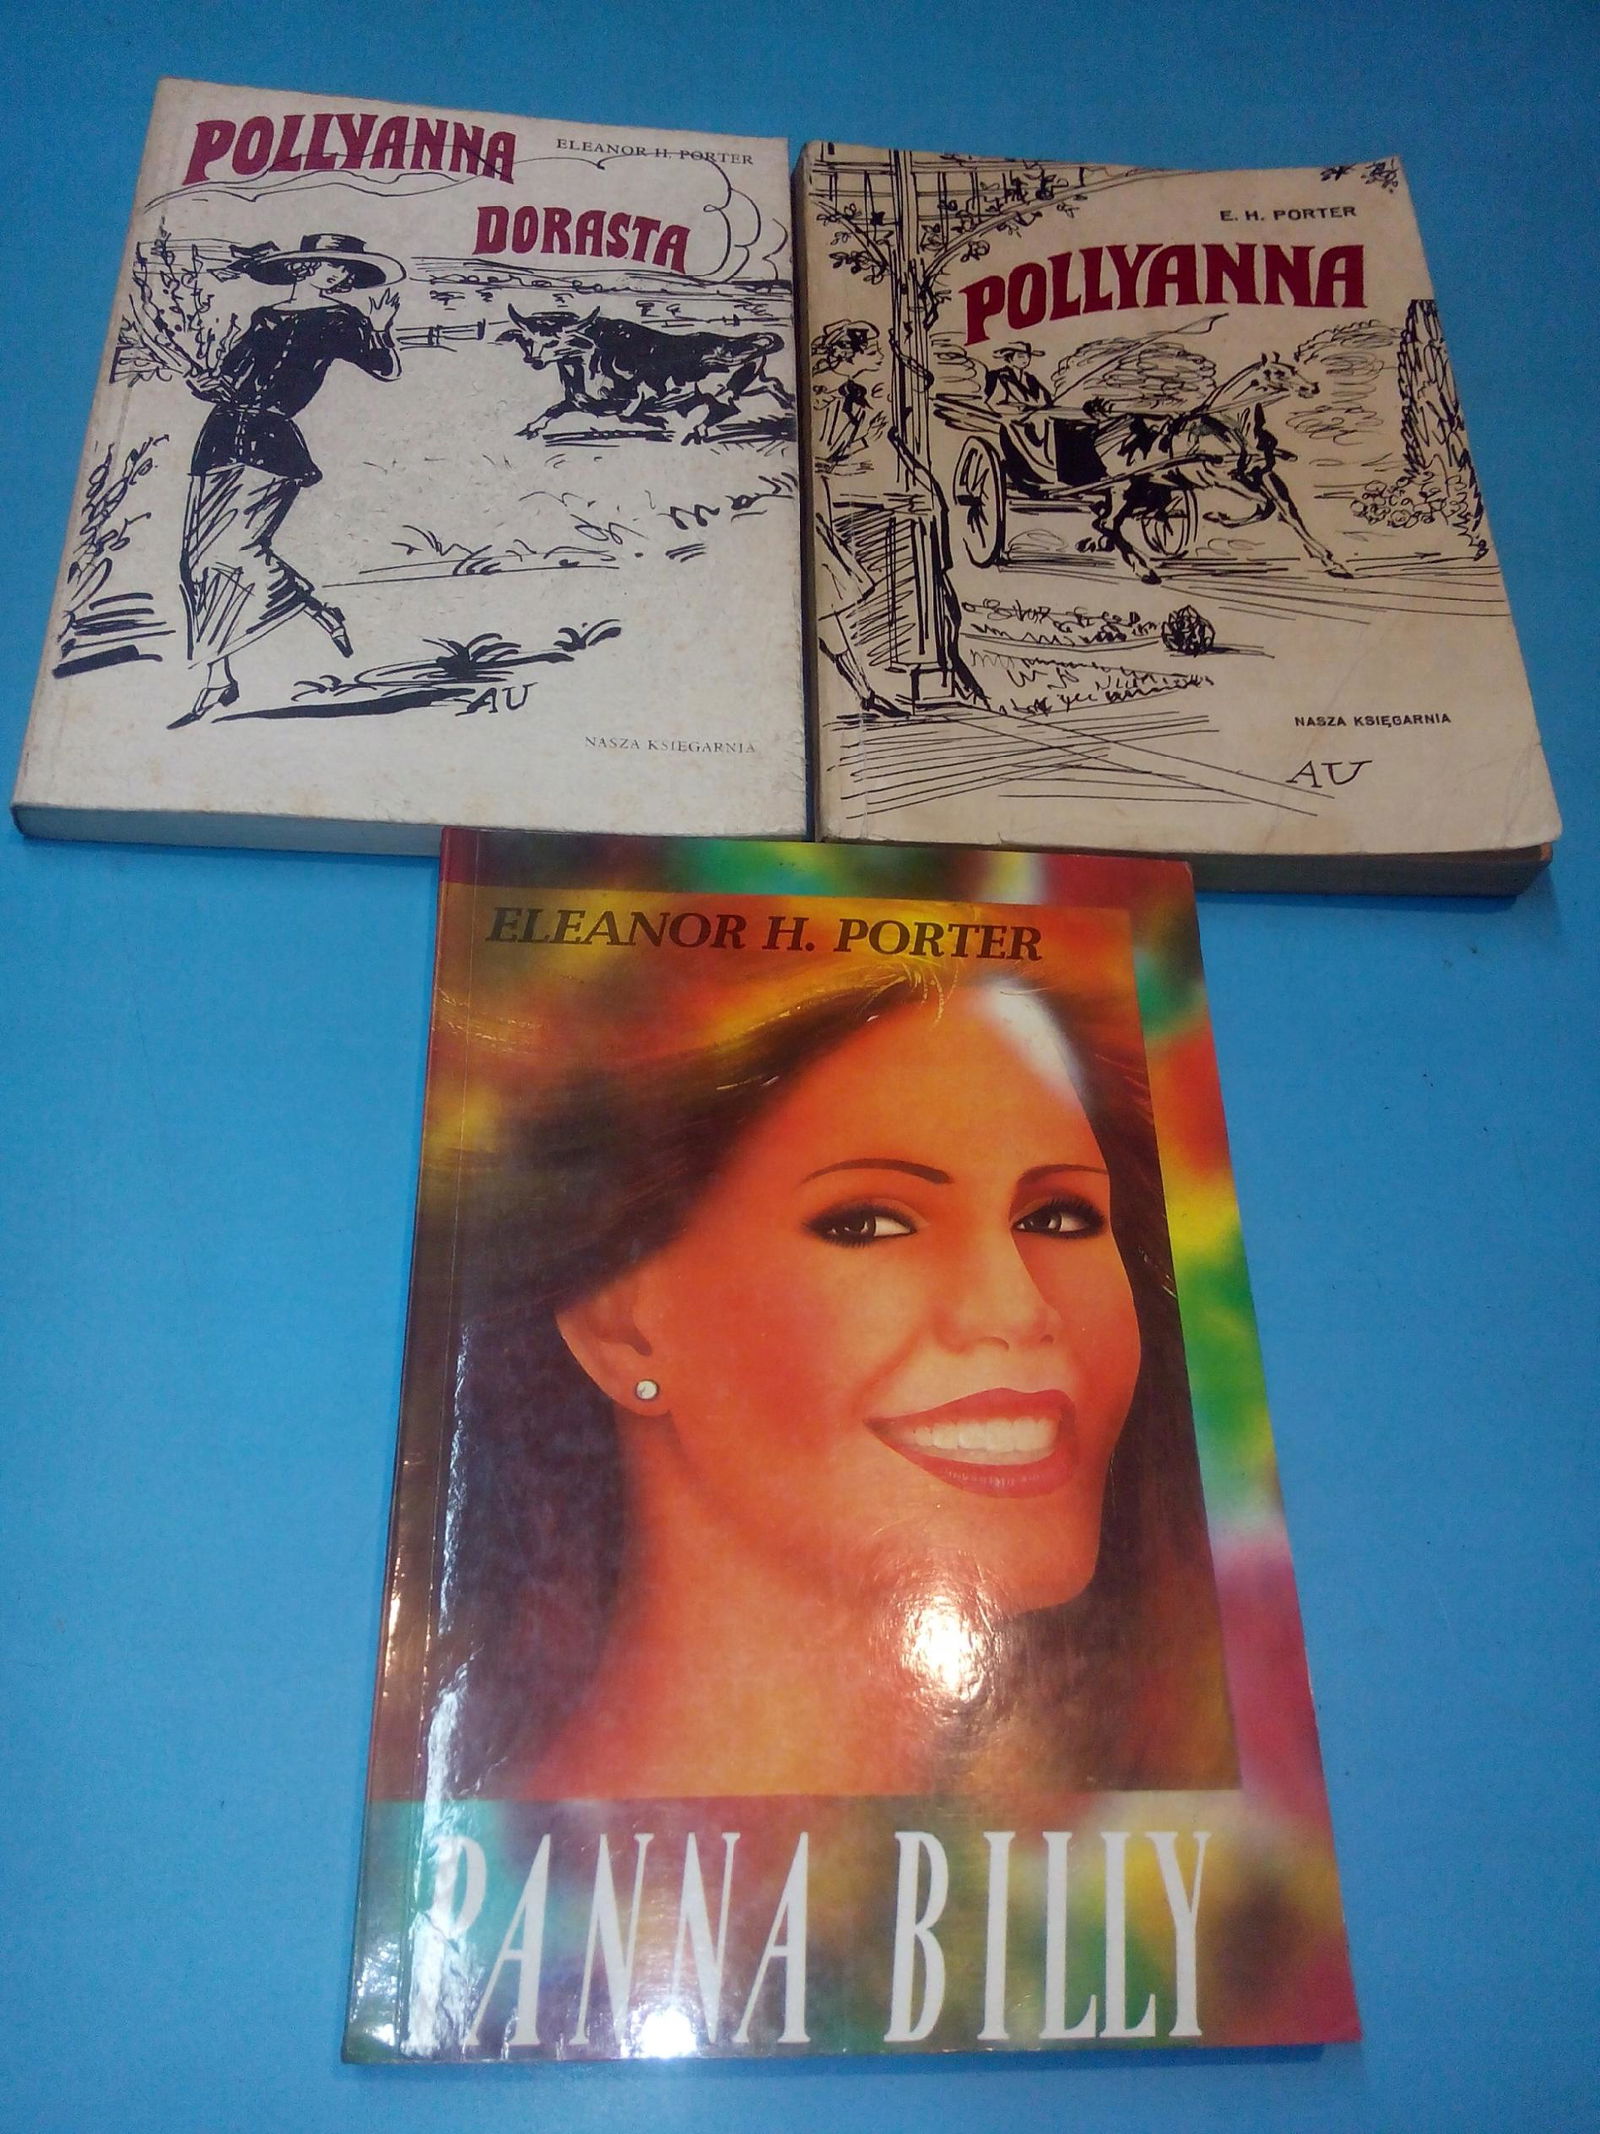 POLLYANNA
ELEANOR H. PORTER
DORASTA
AU
NASZA KSIĘGARNIA
E. H. PORTER
POLLYANNA
NASZA KSIĘGARNIA
AU
ELEANOR H. PORTER
PANNA BILLY